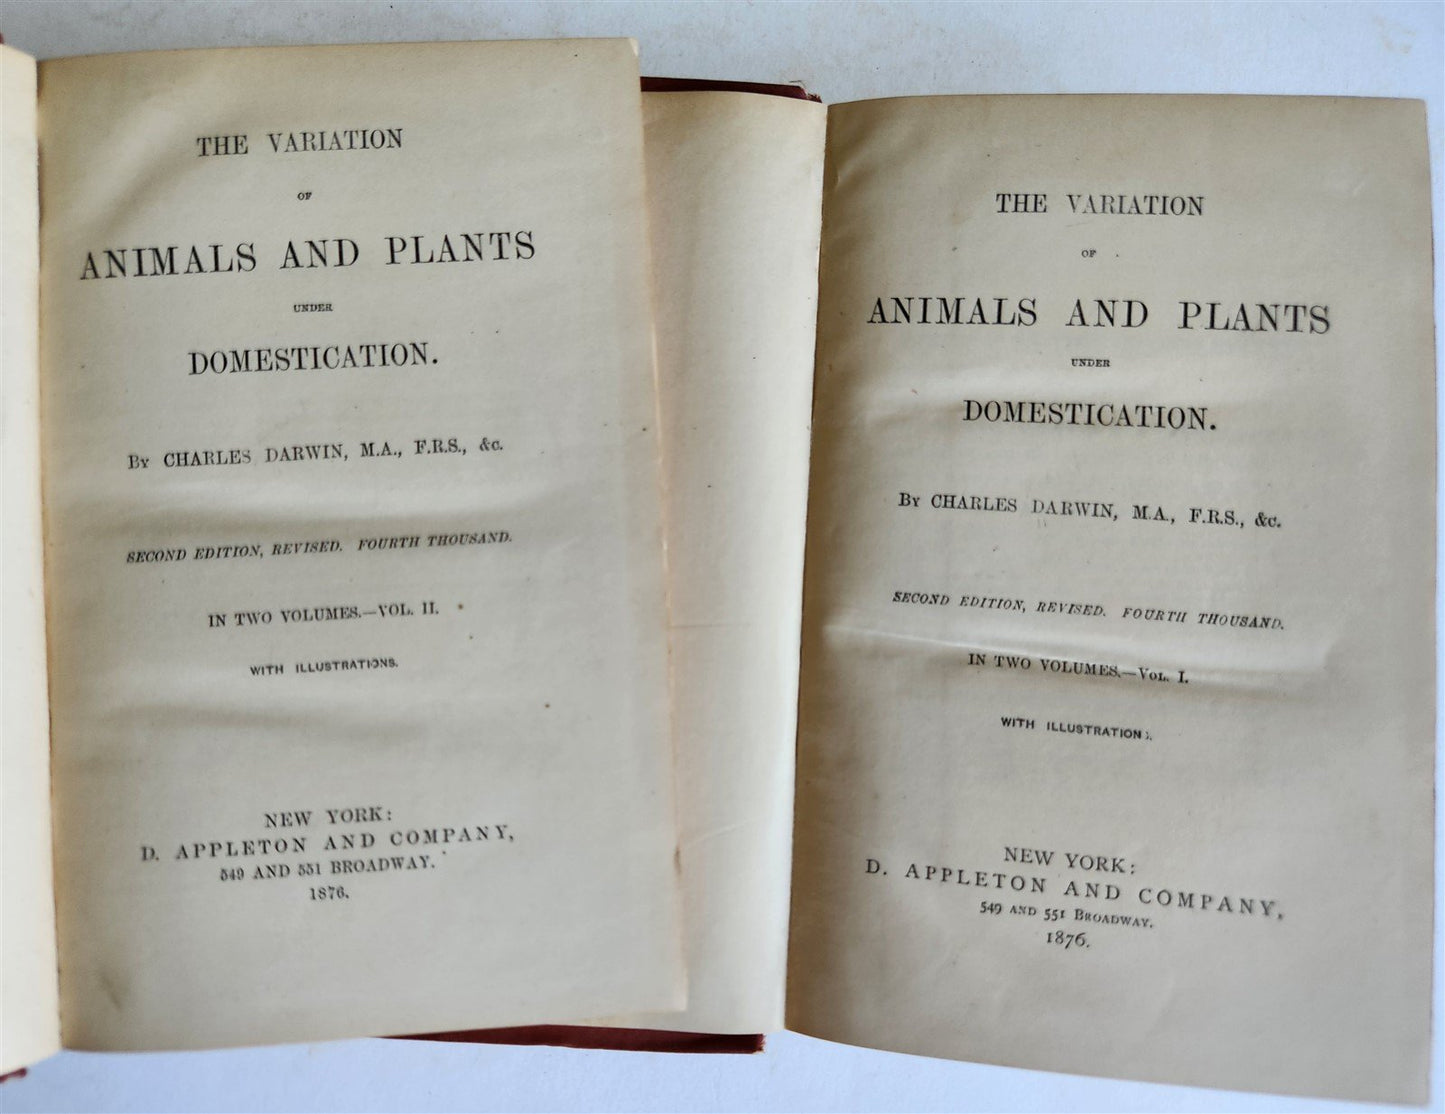 THE VARIATION
OF
ANIMALS AND PLANTS
UNDER
DOMESTICATION.
BY CHARLES DARWIN, M.A., F.R.S., &c.
SECOND EDITION, REVISED. FOURTH THOUSAND.
IN TWO VOLUMES.—VOL. II.
WITH ILLUSTRATIONS.
NEW YORK:
D. APPLETON AND COMPANY,
549 AND 551 BROADWAY.
1876.
THE VARIATION
OF
ANIMALS AND PLANTS
UNDER
DOMESTICATION.
BY CHARLES DARWIN, M.A., F.R.S., &c.
SECOND EDITION, REVISED. FOURTH THOUSAND.
IN TWO VOLUMES.—VOL. I.
WITH ILLUSTRATIONS.
NEW YORK:
D. APPLETON AND COMPANY,
549 AND 551 BROADWAY.
1876.